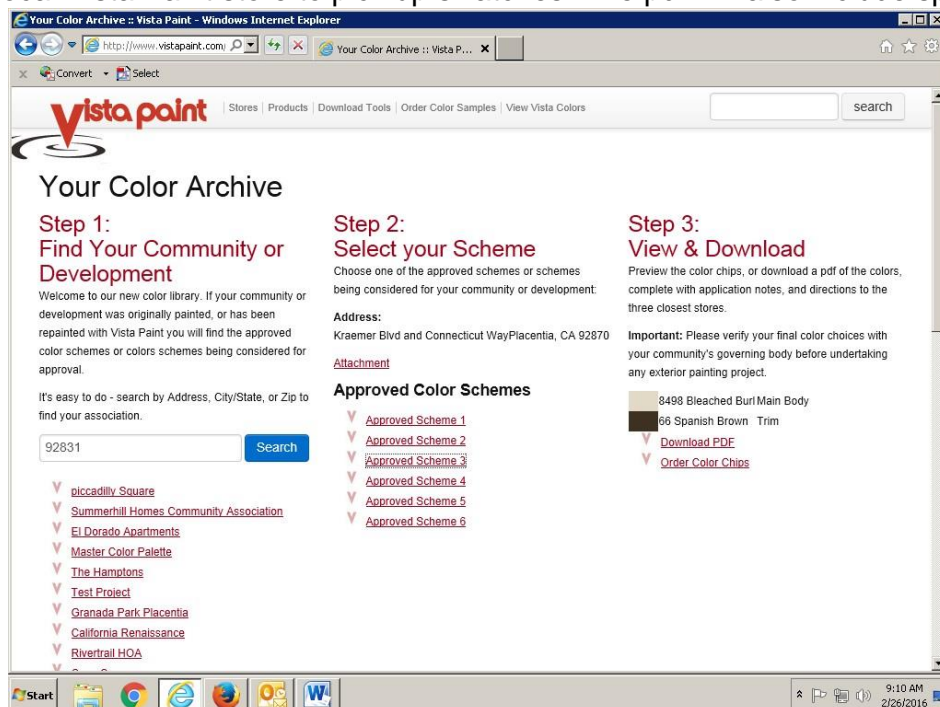 Your Color Archive :: Vista Paint - Windows Internet Explorer
http://www.vistapaint.com/
Your Color Archive :: Vista P...
Convert
Select
Vista paint
Stores | Products | Download Tools | Order Color Samples | View Vista Colors
search
Your Color Archive
Step 1:
Find Your Community or
Development
Welcome to our new color library. If your community or
development was originally painted, or has been
repainted with Vista Paint you will find the approved
color schemes or colors schemes being considered for
approval.
It's easy to do - search by Address, City/State, or Zip to
find your association.
92831
Search
piccadilly Square
Summerhill Homes Community Association
El Dorado Apartments
Master Color Palette
The Hamptons
Test Project
Granada Park Placentia
California Renaissance
Rivertrail HOA
Step 2:
Select your Scheme
Choose one of the approved schemes or schemes
being considered for your community or development:
Address:
Kraemer Blvd and Connecticut WayPlacentia, CA 92870
Attachment
Approved Color Schemes
Approved Scheme 1
Approved Scheme 2
Approved Scheme 3
Approved Scheme 4
Approved Scheme 5
Approved Scheme 6
Step 3:
View & Download
Preview the color chips, or download a pdf of the colors,
complete with application notes, and directions to the
three closest stores.
Important: Please verify your final color choices with
your community's governing body before undertaking
any exterior painting project.
8498 Bleached Burl Main Body
66 Spanish Brown Trim
Download PDF
Order Color Chips
Start
9:10 AM
2/26/2016